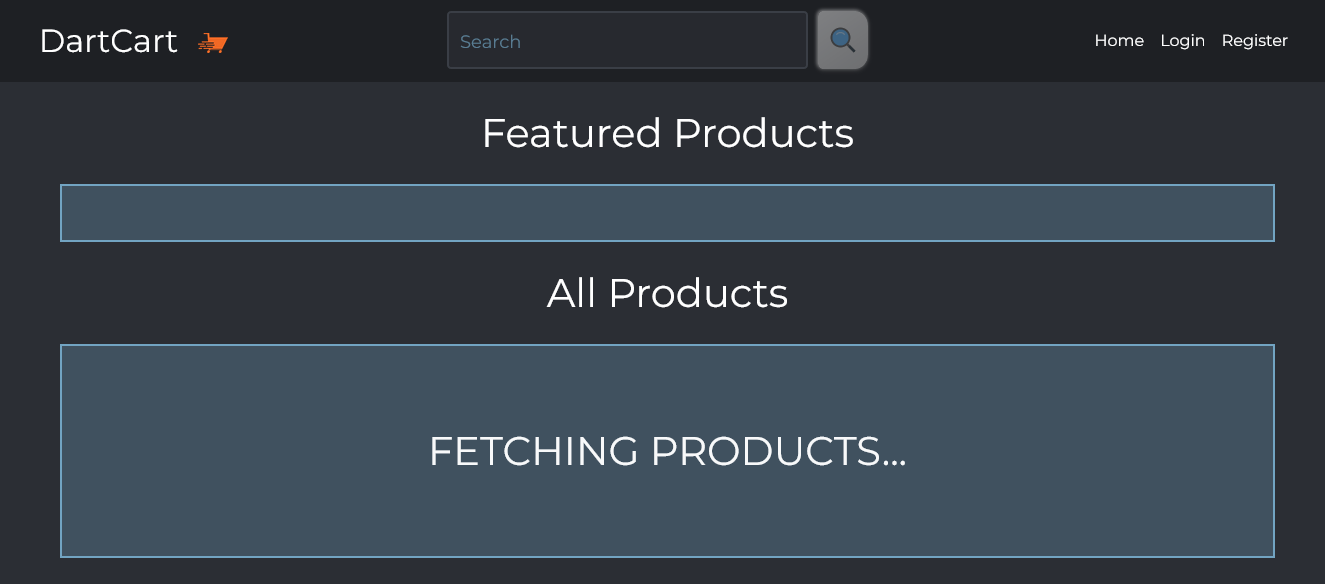 DartCart
Search
Home Login Register
Featured Products
All Products
FETCHING PRODUCTS...